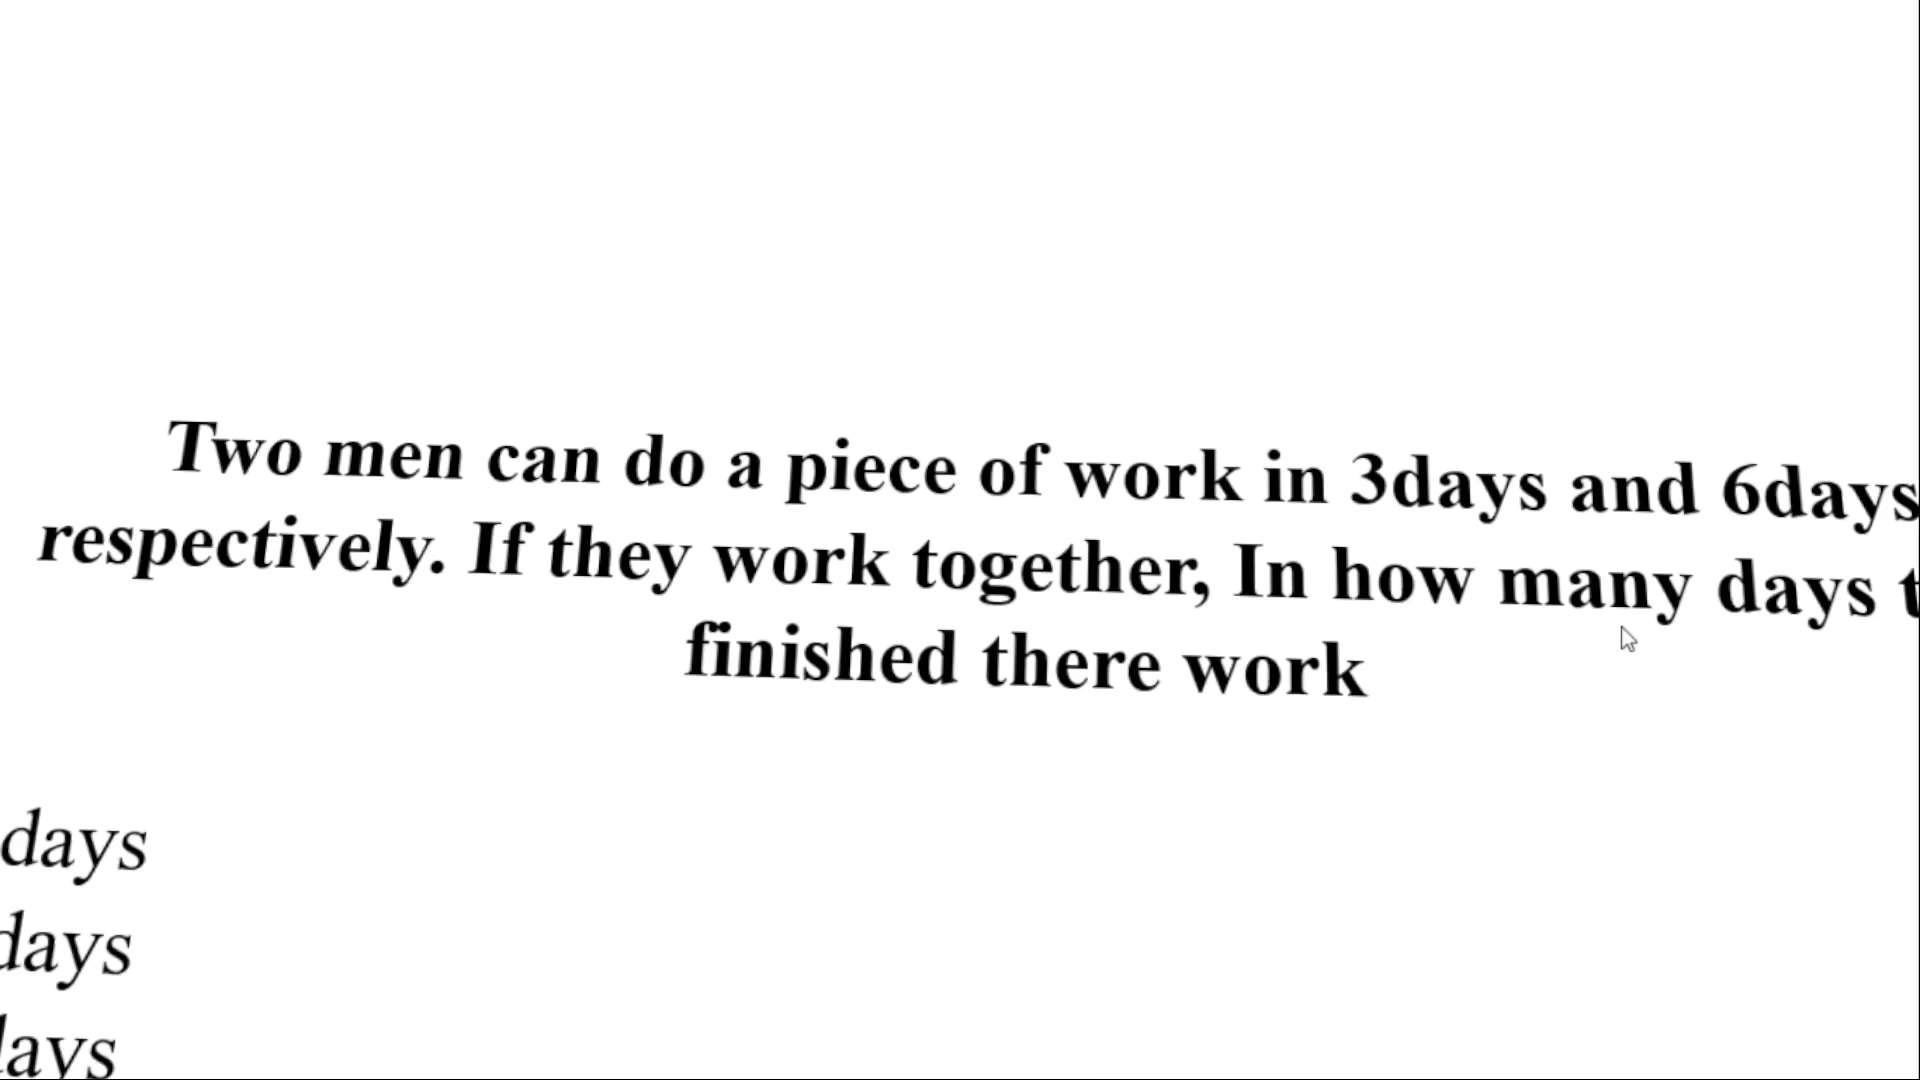 Two men can do a piece of work in 3days and 6days
respectively. If they work together, In how many days t
finished there work
days
days
days